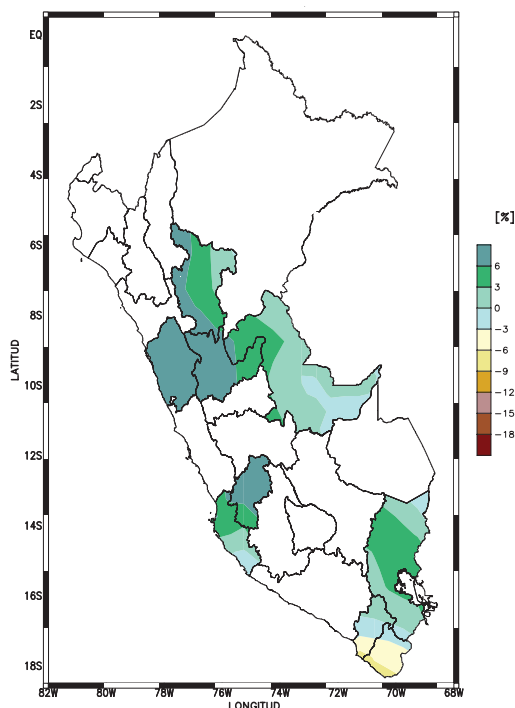 EQ
2S
4S
6S
8S
10S
12S
14S
16S
18S
LATITUD
82W 80W 78W 76W 74W 72W 70W 68W
LONGITUD
[%]
6
3
0
-3
-6
-9
-12
-15
-18